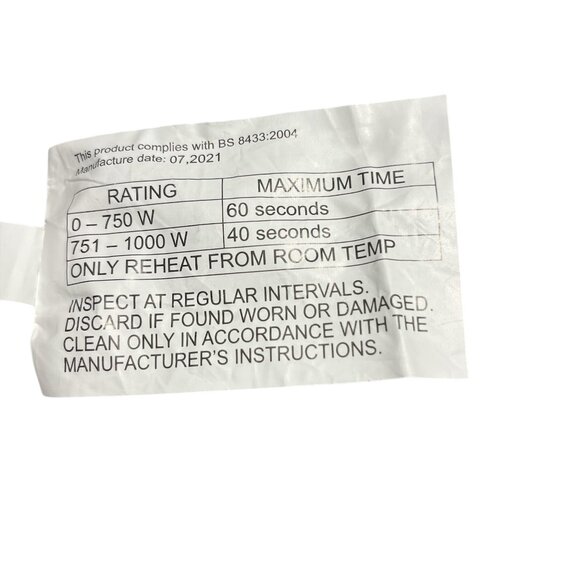 This product complies with BS 8433:2004
Manufacture date: 07,2021
RATING MAXIMUM TIME
0 – 750 W 60 seconds
751 – 1000 W 40 seconds
ONLY REHEAT FROM ROOM TEMP
INSPECT AT REGULAR INTERVALS.
DISCARD IF FOUND WORN OR DAMAGED.
CLEAN ONLY IN ACCORDANCE WITH THE
MANUFACTURER'S INSTRUCTIONS.